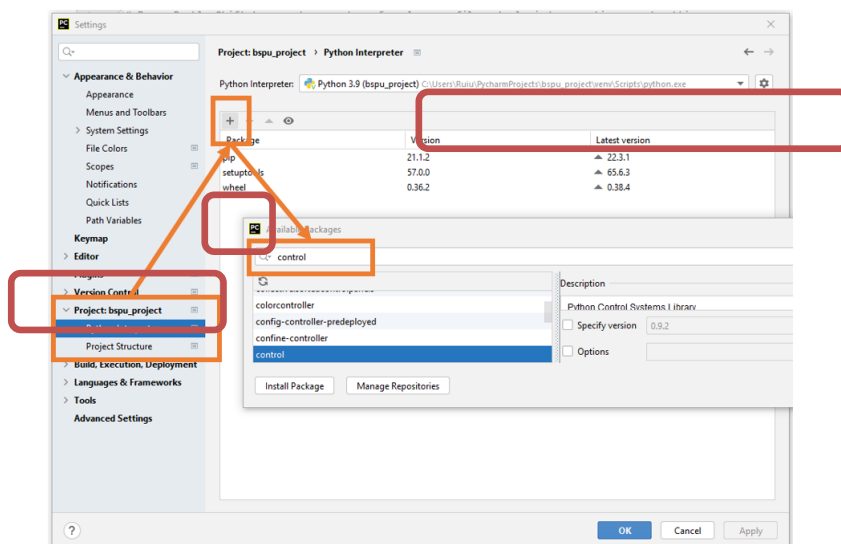 Settings
Project: bspu_project › Python Interpreter
Appearance & Behavior
Python Interpreter: Python 3.9 (bspu_project) C:\Users\Ruiu\PycharmProjects\bspu_project\venv\Scripts\python.exe
Appearance
Menus and Toolbars
System Settings
File Colors
Scopes
Notifications
Quick Lists
Path Variables
Keymap
Editor
Plugins
Version Control
Project: bspu_project
Project Structure
Build, Execution, Deployment
Languages & Frameworks
Tools
Advanced Settings
Package Version Latest version
pip 21.1.2 22.3.1
setuptools 57.0.0 65.6.3
wheel 0.36.2 0.38.4
Available Packages
control
colorcontroller
config-controller-predeployed
confine-controller
control
Description
Python Control Systems Library
Specify version 0.9.2
Options
Install Package Manage Repositories
? OK Cancel Apply